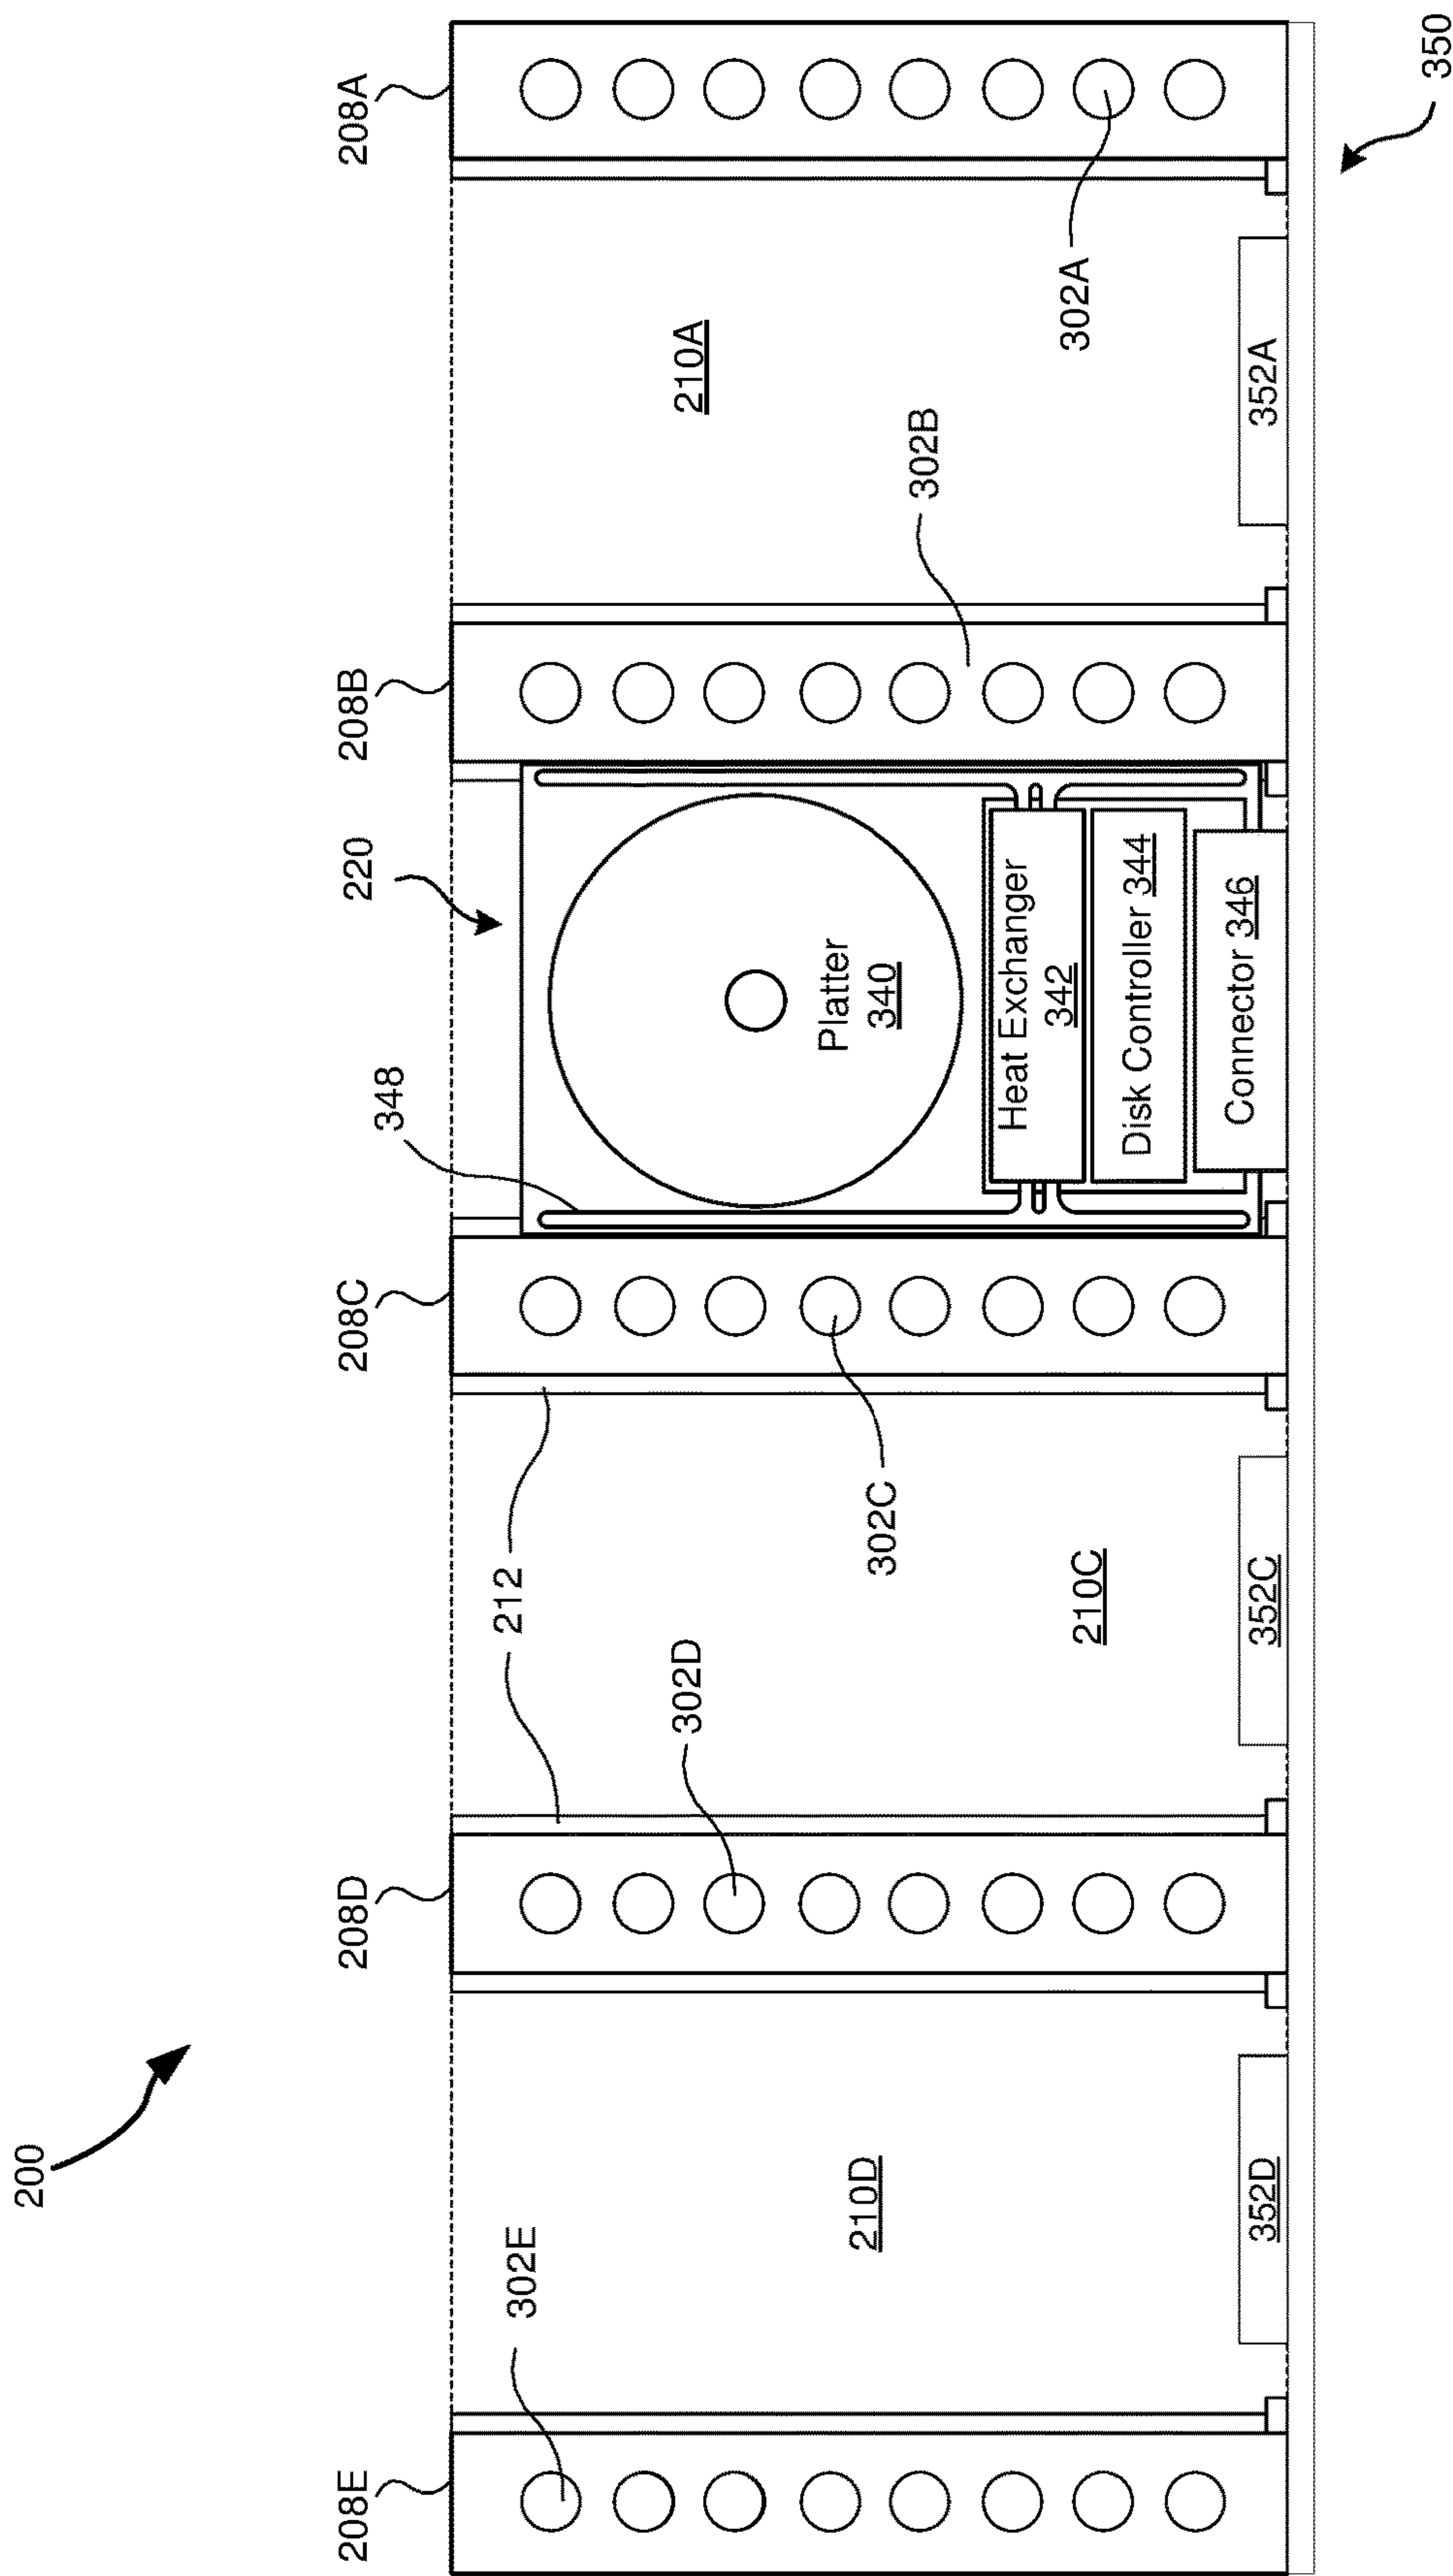 200
208E
208D
208C
208B
208A
220
348
212
302E
302D
302C
302B
302A
210D
210C
210A
Platter
340
Heat Exchanger
342
Disk Controller 344
Connector 346
352D
352C
352A
350